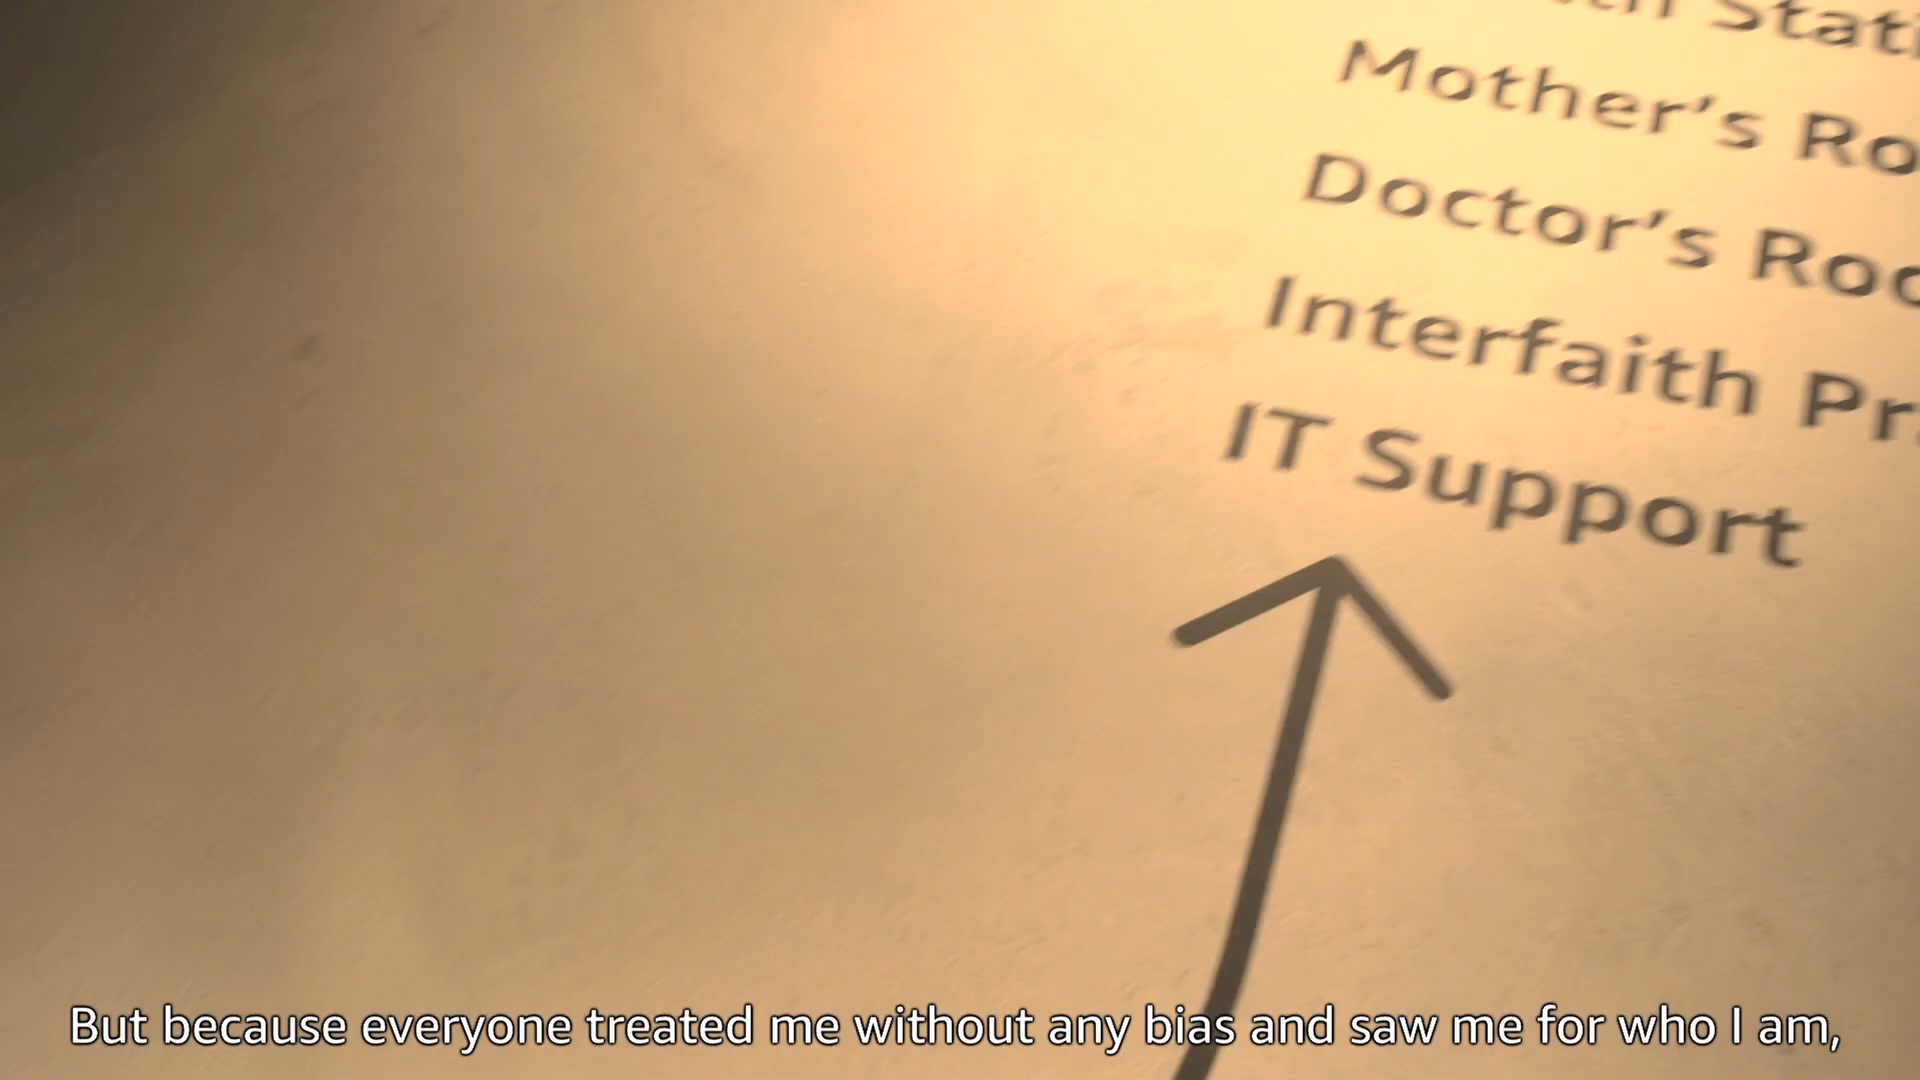 Mother's
Doctor's
Interfaith
IT Support
But because everyone treated me without any bias and saw me for who I am,